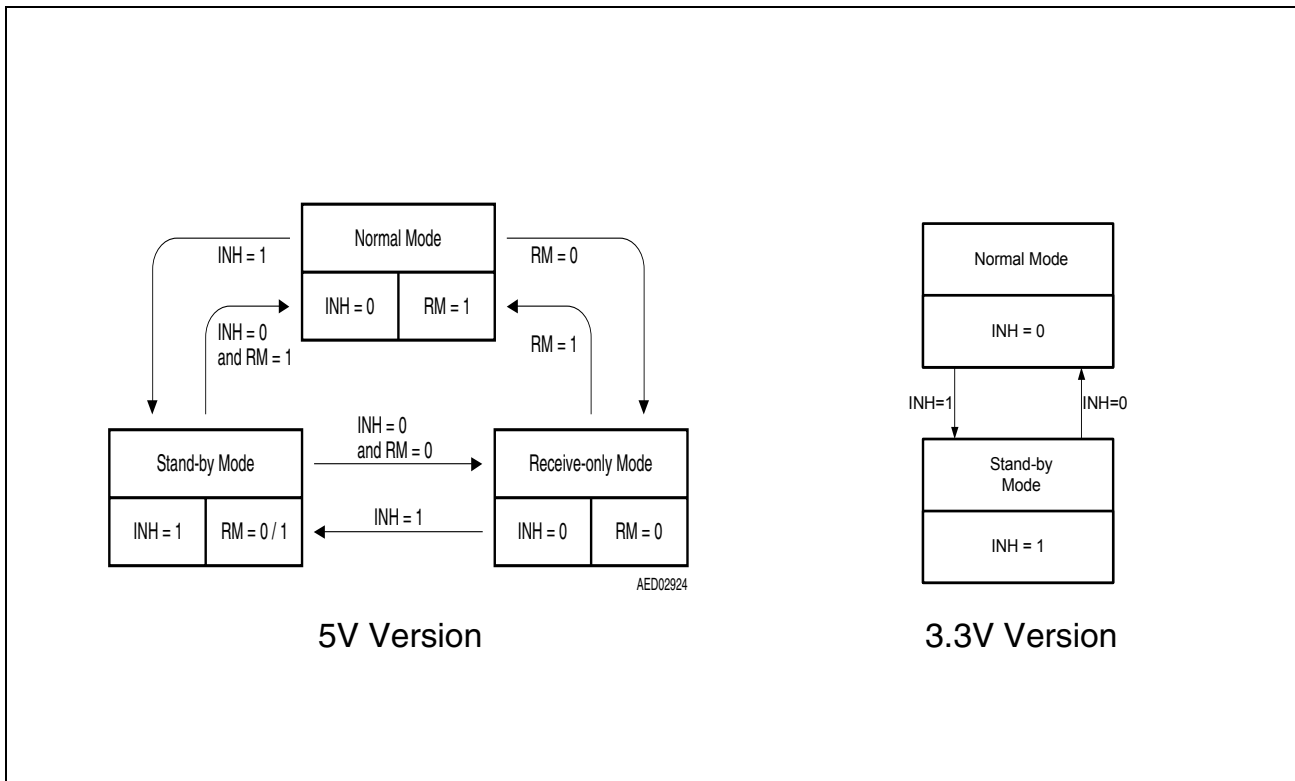 Normal Mode
INH = 0
RM = 1
INH = 1
RM = 0
INH = 0
and RM = 1
RM = 1
INH = 0
and RM = 0
INH = 1
Stand-by Mode
INH = 1
RM = 0 / 1
Receive-only Mode
INH = 0
RM = 0
AED02924
5V Version
Normal Mode
INH = 0
INH=1
INH=0
Stand-by
Mode
INH = 1
3.3V Version